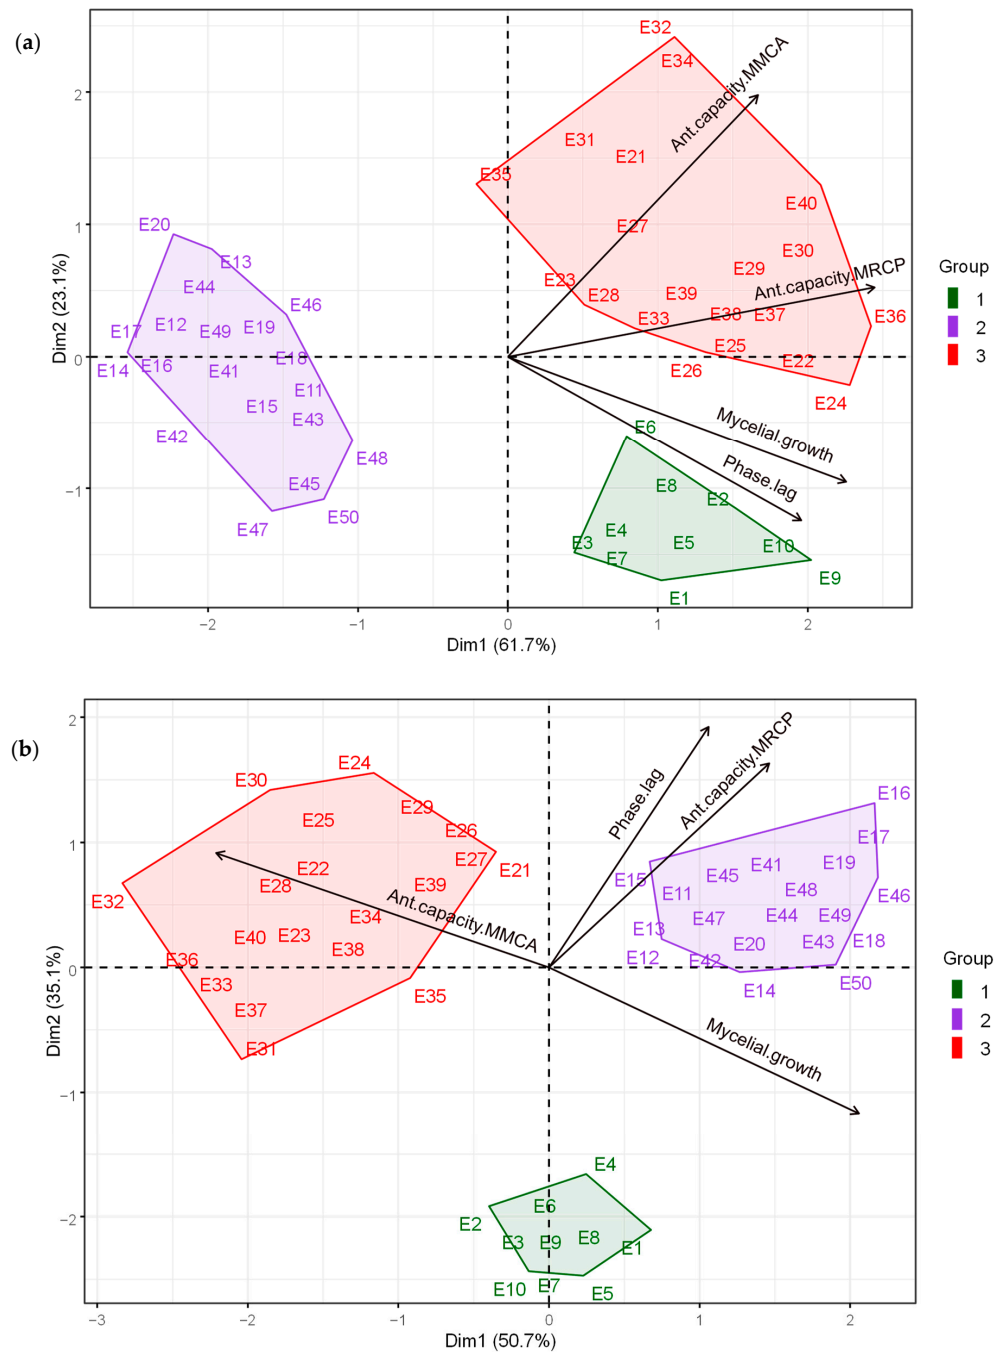 (a)
E32
E34
Ant.capacity.MMCA
2
E31
E21
E35
E40
E20
1
E27
E13
E30
E29
Ant.capacity.MRCP
E44
E23
E28
E39
E46
E17
E12
E49
E19
E33
E38
E37
E36
E18
E25
0
E14
E16
E41
E26
E22
E11
E24
E15
E43
Mycelial.growth
E42
E6
E48
Phase.lag
−1
E45
E8
E2
E47
E50
E4
E3
E5
E10
E7
E9
E1
Dim2 (23.1%)
−2
−1
0
1
2
Dim1 (61.7%)
Group
1
2
3
(b)
2
E24
E30
Phase.lag
Ant.capacity.MRCP
E16
E29
E25
E26
E17
1
E27
E21
E22
E28
E39
E15
E45
E41
E19
E32
Ant.capacity.MMCA
E11
E48
E46
E34
E47
E44
E49
E40
E23
E38
E13
E20
E43
E18
0
E36
E12
E42
E33
E35
E14
E50
E37
E31
Mycelial.growth
−1
E4
−2
E2
E6
E3
E9
E8
E1
E10
E7
E5
Dim2 (35.1%)
−3
−2
−1
0
1
2
Dim1 (50.7%)
Group
1
2
3